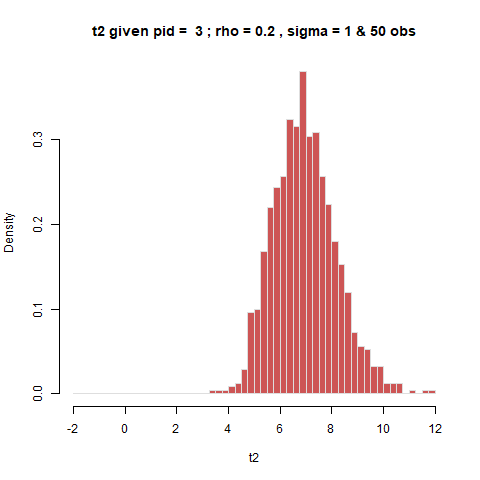 t2 given pid =  3 ; rho = 0.2 , sigma = 1 & 50 obs
Density
0.3
0.2
0.1
0.0
-2 0 2 4 6 8 10 12
t2